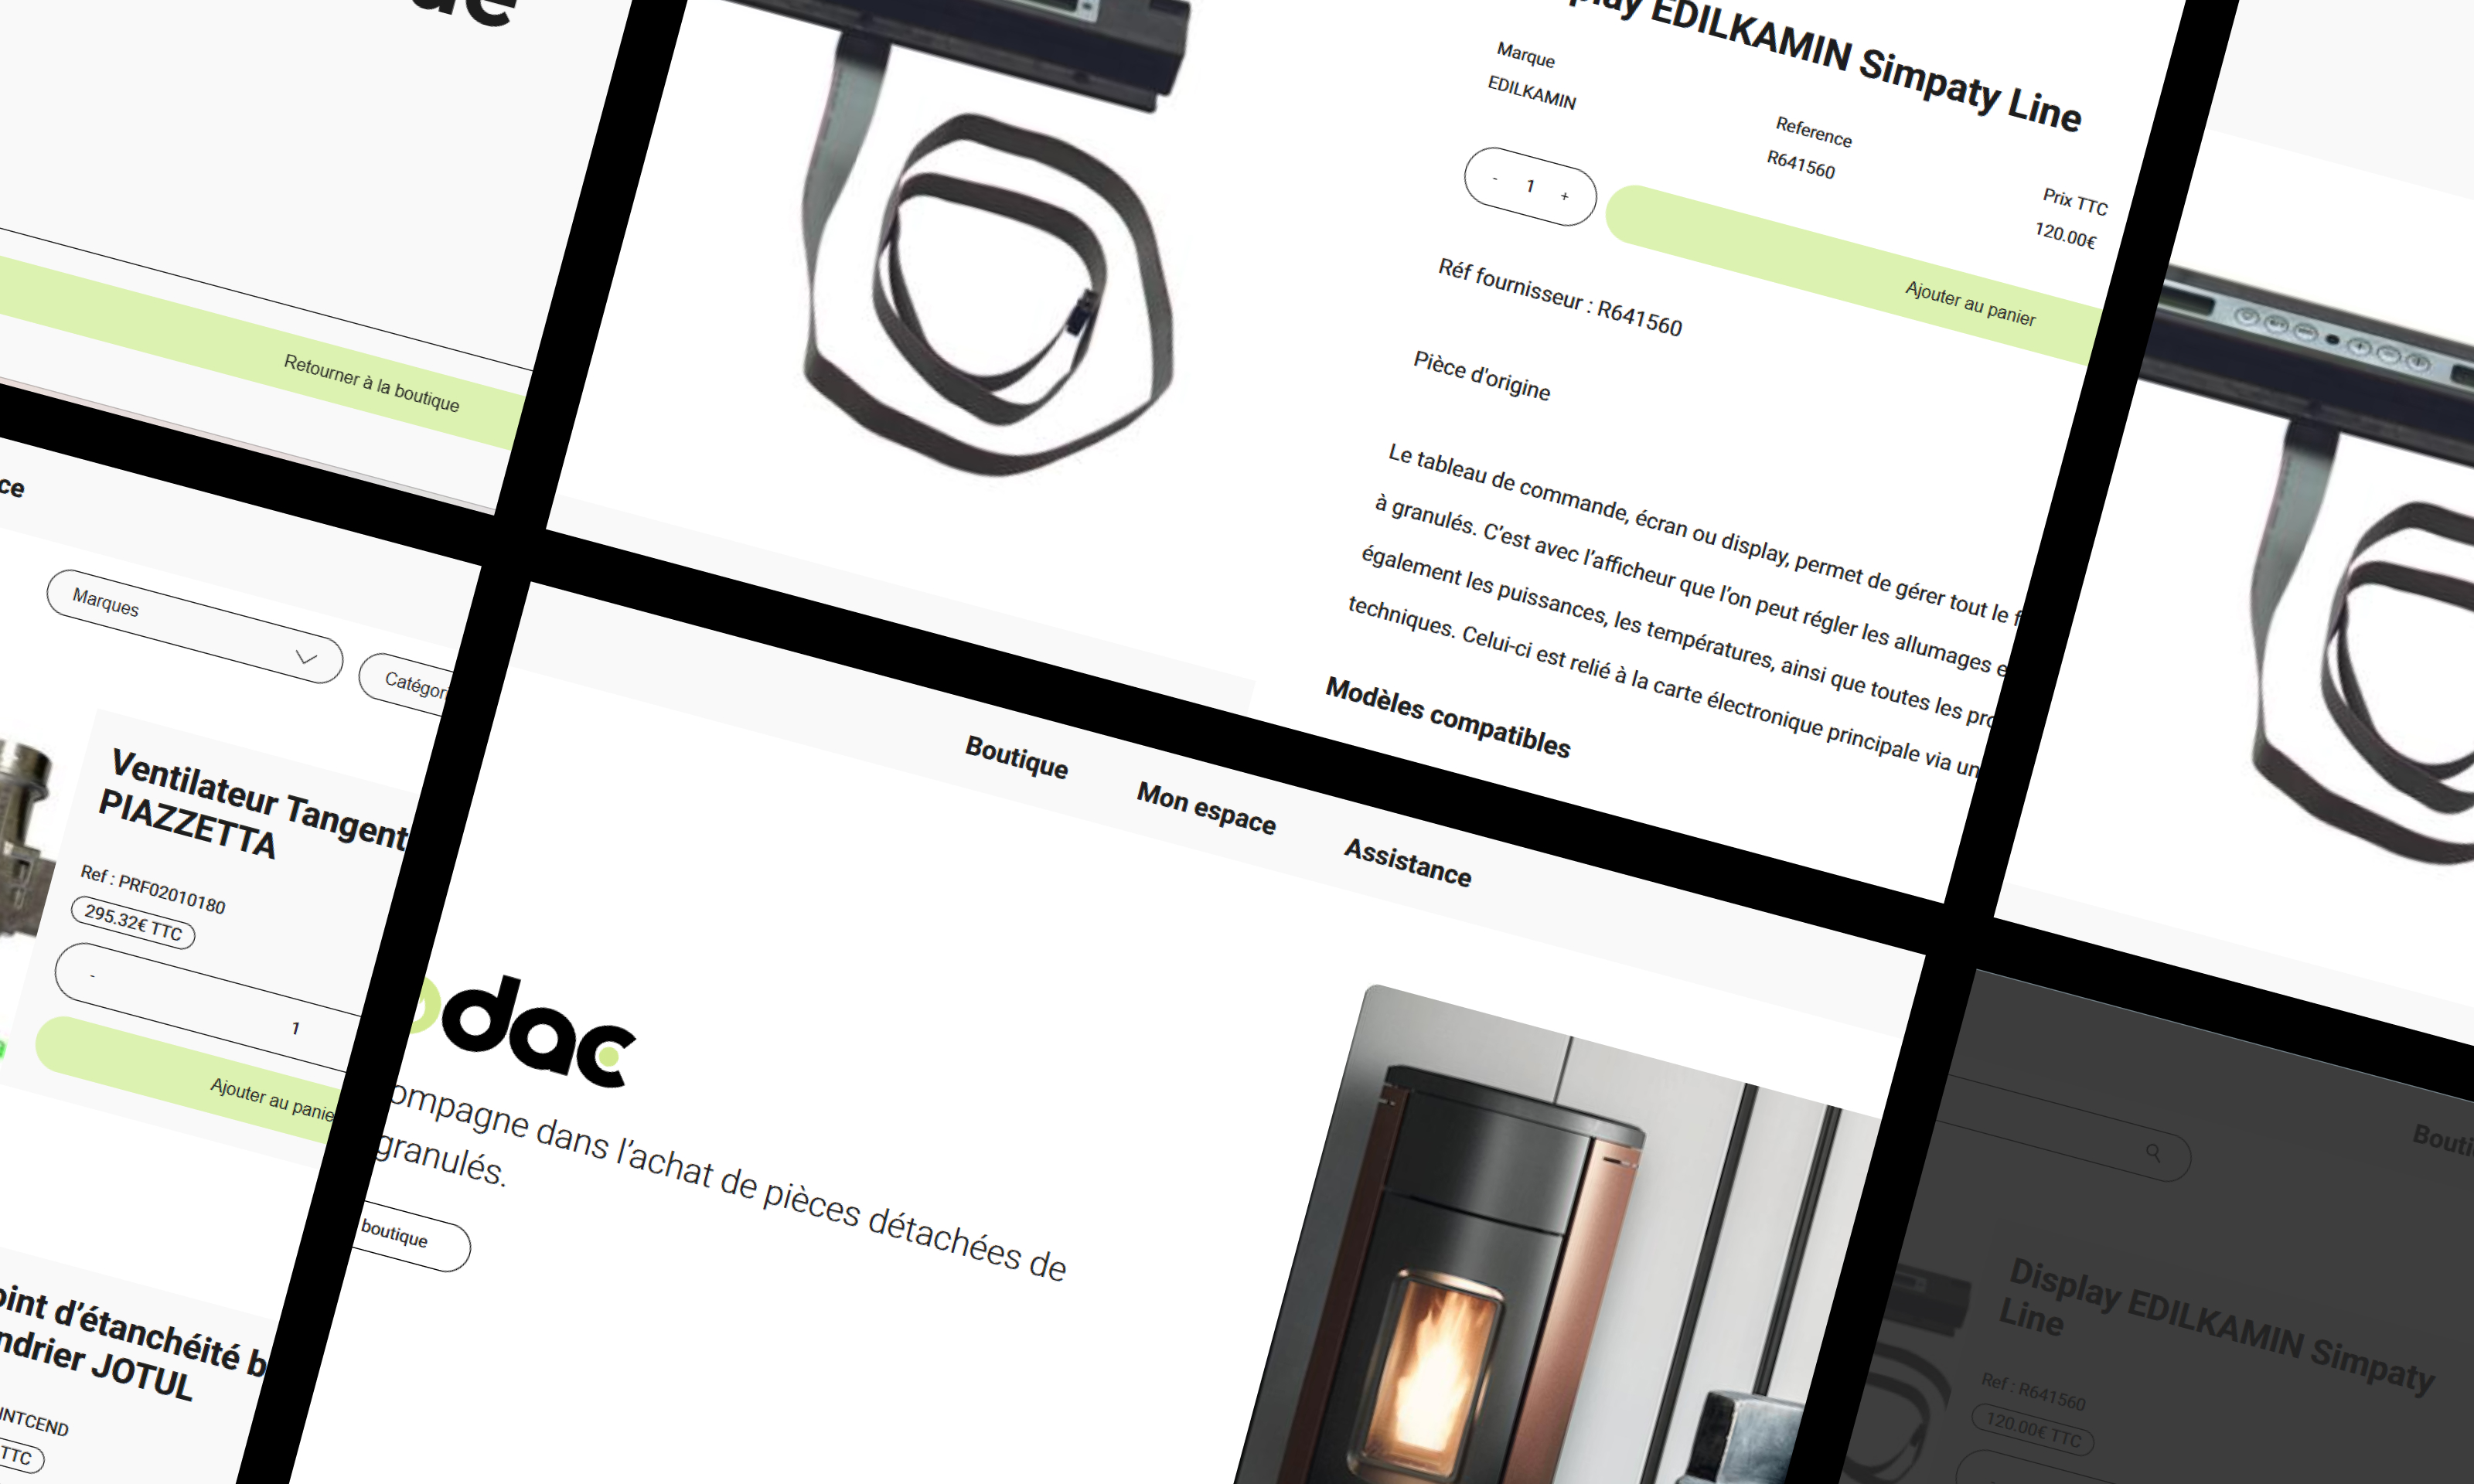 Retourner à la boutique
EDILKAMIN Simpaty Line
Marque
EDILKAMIN
Reference
R641560
Prix TTC
120.00€
- 1 +
Ajouter au panier
Réf fournisseur : R641560
Pièce d'origine
Le tableau de commande, écran ou display, permet de gérer tout le
à granulés. C’est avec l’afficheur que l’on peut régler les allumages
également les puissances, les températures, ainsi que toutes les
techniques. Celui-ci est relié à la carte électronique principale via un
Modèles compatibles
ce
Marques
Catégor
Ventilateur Tangent
PIAZZETTA
Ref : PRF02010180
295.32€ TTC
- 1
Ajouter au panie
oint d’étanchéité b
ndrier JOTUL
INTCEND
TTC
Boutique
Mon espace
Assistance
odac
ompagne dans l’achat de pièces détachées de
granulés.
boutique
Bouti
Display EDILKAMIN Simpaty
Line
Ref : R641560
120.00€ TTC